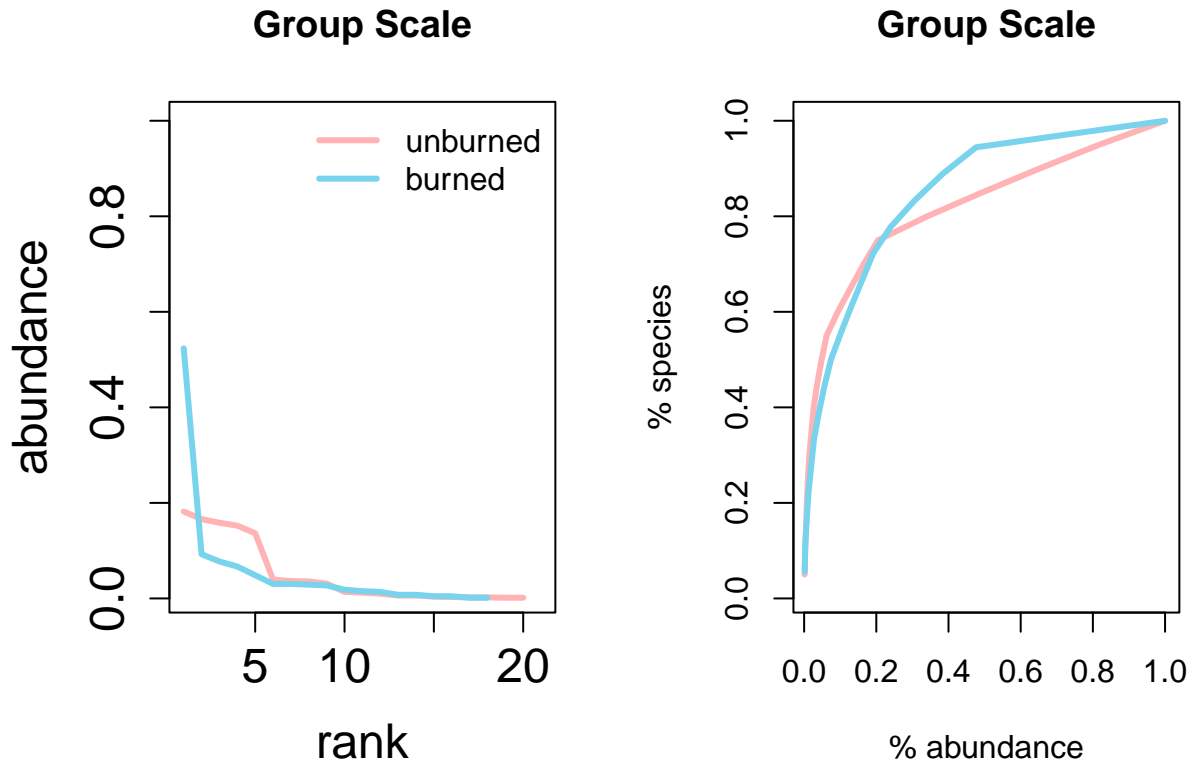 Group Scale
unburned
burned
abundance
0.8
0.4
0.0
5 10 20
rank
Group Scale
% species
1.0
0.8
0.6
0.4
0.2
0.0
0.0 0.2 0.4 0.6 0.8 1.0
% abundance